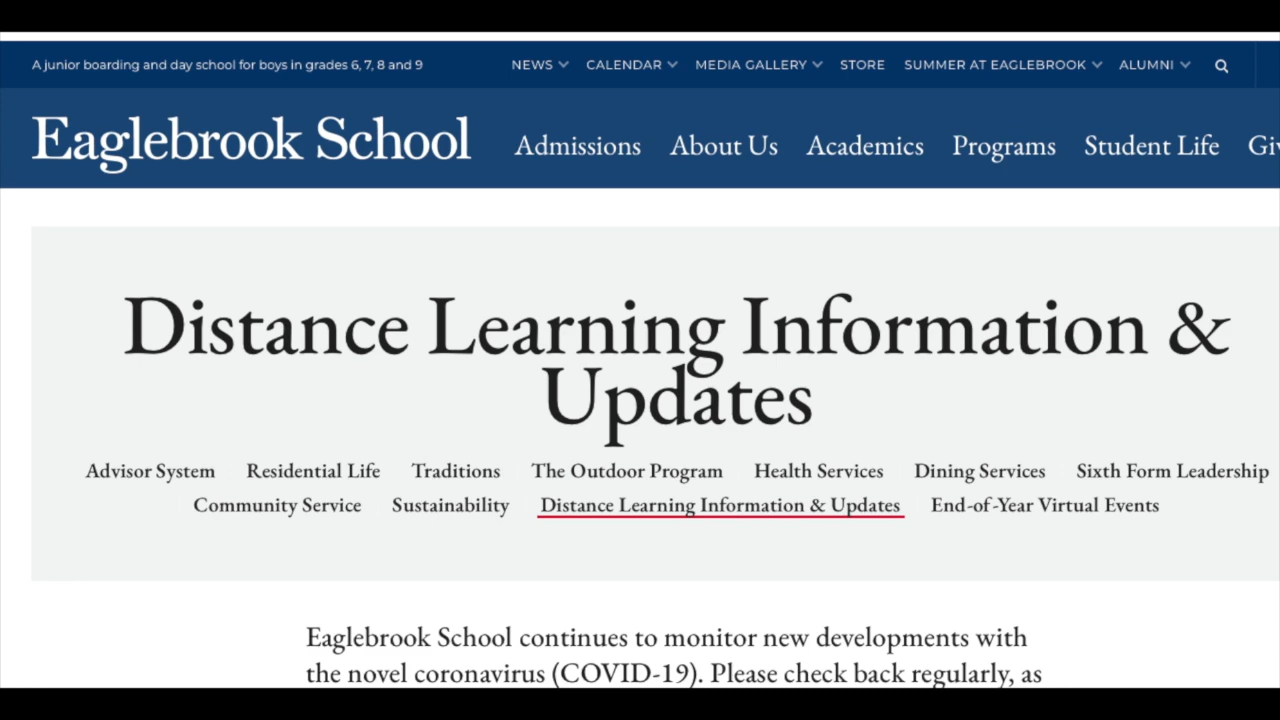 A junior boarding and day school for boys in grades 6, 7, 8 and 9 NEWS CALENDAR MEDIA GALLERY STORE SUMMER AT EAGLEBROOK ALUMNI
Eaglebrook School Admissions About Us Academics Programs Student Life
Distance Learning Information &
Updates
Advisor System Residential Life Traditions The Outdoor Program Health Services Dining Services Sixth Form Leadership
Community Service Sustainability Distance Learning Information & Updates End-of-Year Virtual Events
Eaglebrook School continues to monitor new developments with
the novel coronavirus (COVID-19). Please check back regularly, as